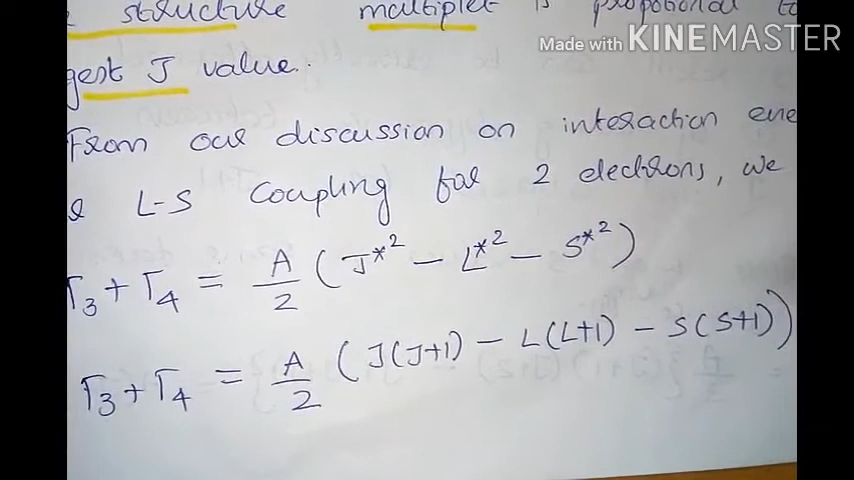 structure multiplet is proportional to
Made with KINEMASTER
gest J value.
From our discussion on interaction ene
L-S coupling for 2 electrons, we
Γ3 + Γ4 = A/2 (J*² - L*² - S*²)
Γ3 + Γ4 = A/2 (J(J+1) - L(L+1) - S(S+1))